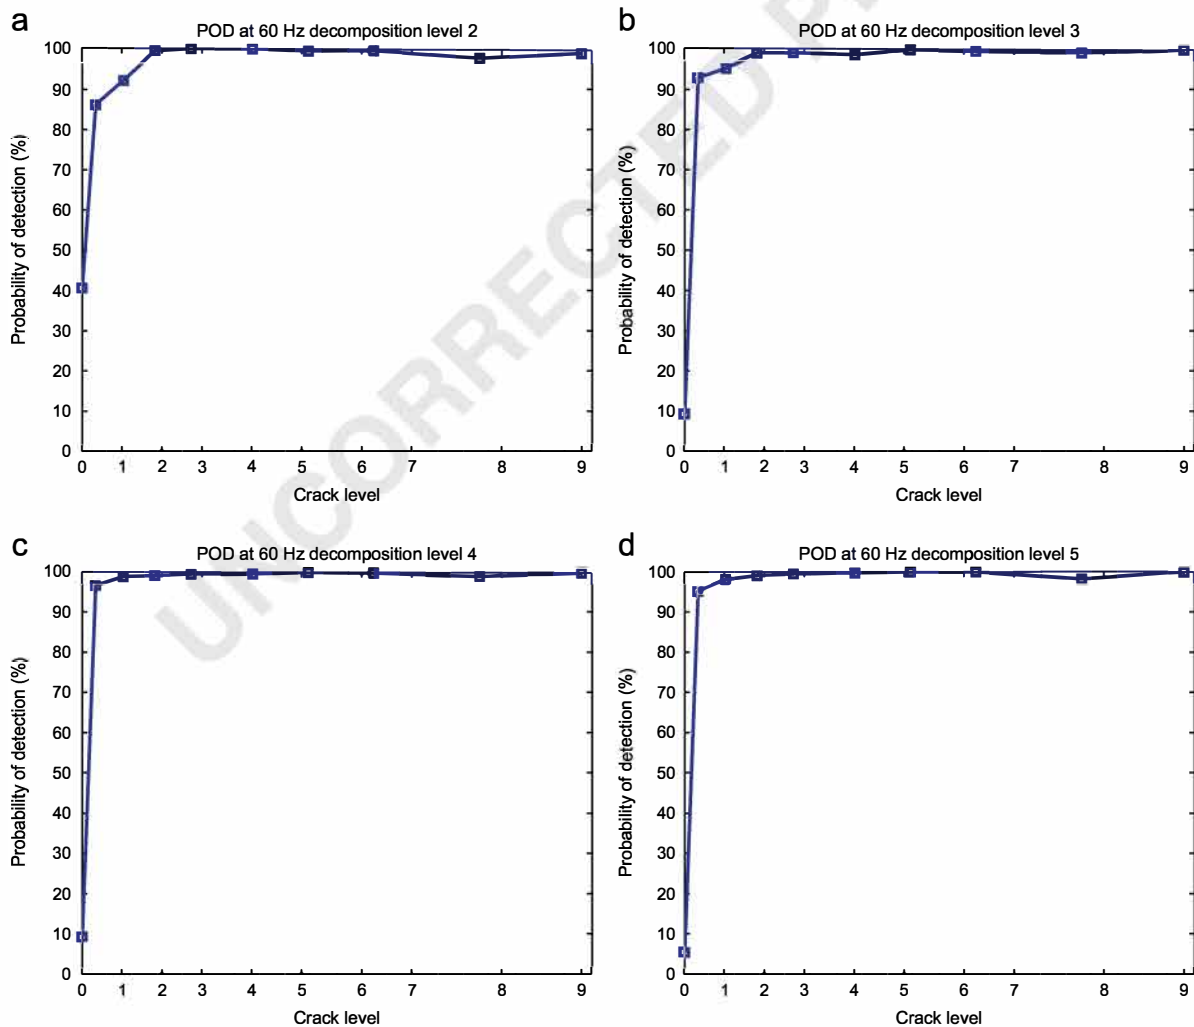 a
POD at 60 Hz decomposition level 2
100
90
80
70
60
50
40
30
20
10
0
Probability of detection (%)
0 1 2 3 4 5 6 7 8 9
Crack level
b
POD at 60 Hz decomposition level 3
100
90
80
70
60
50
40
30
20
10
0
Probability of detection (%)
0 1 2 3 4 5 6 7 8 9
Crack level
c
POD at 60 Hz decomposition level 4
100
90
80
70
60
50
40
30
20
10
0
Probability of detection (%)
0 1 2 3 4 5 6 7 8 9
Crack level
d
POD at 60 Hz decomposition level 5
100
90
80
70
60
50
40
30
20
10
0
Probability of detection (%)
0 1 2 3 4 5 6 7 8 9
Crack level
UNCORRECTED P